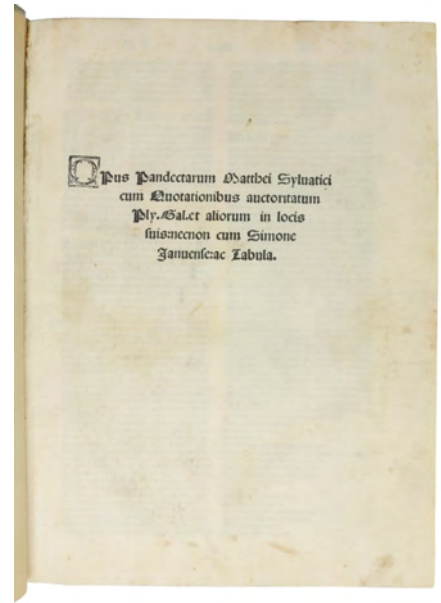 Opus Pandectarum Matthei Syluatici
cum Quotationibus auctoritatum
Ply. Gal. et aliorum in locis
suis: necnon cum Simone
Januense: ac Tabula.